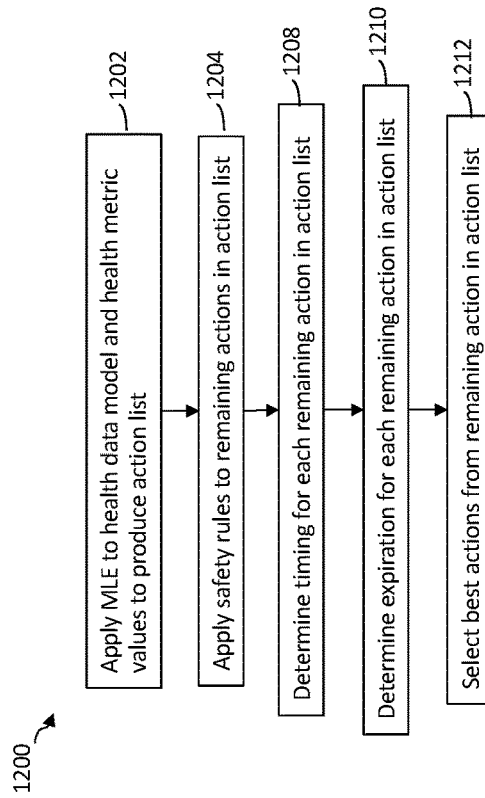 1200
Apply MLE to health data model and health metric
values to produce action list
1202
Apply safety rules to remaining actions in action list
1204
Determine timing for each remaining action in action list
1208
Determine expiration for each remaining action in action list
1210
Select best actions from remaining action in action list
1212